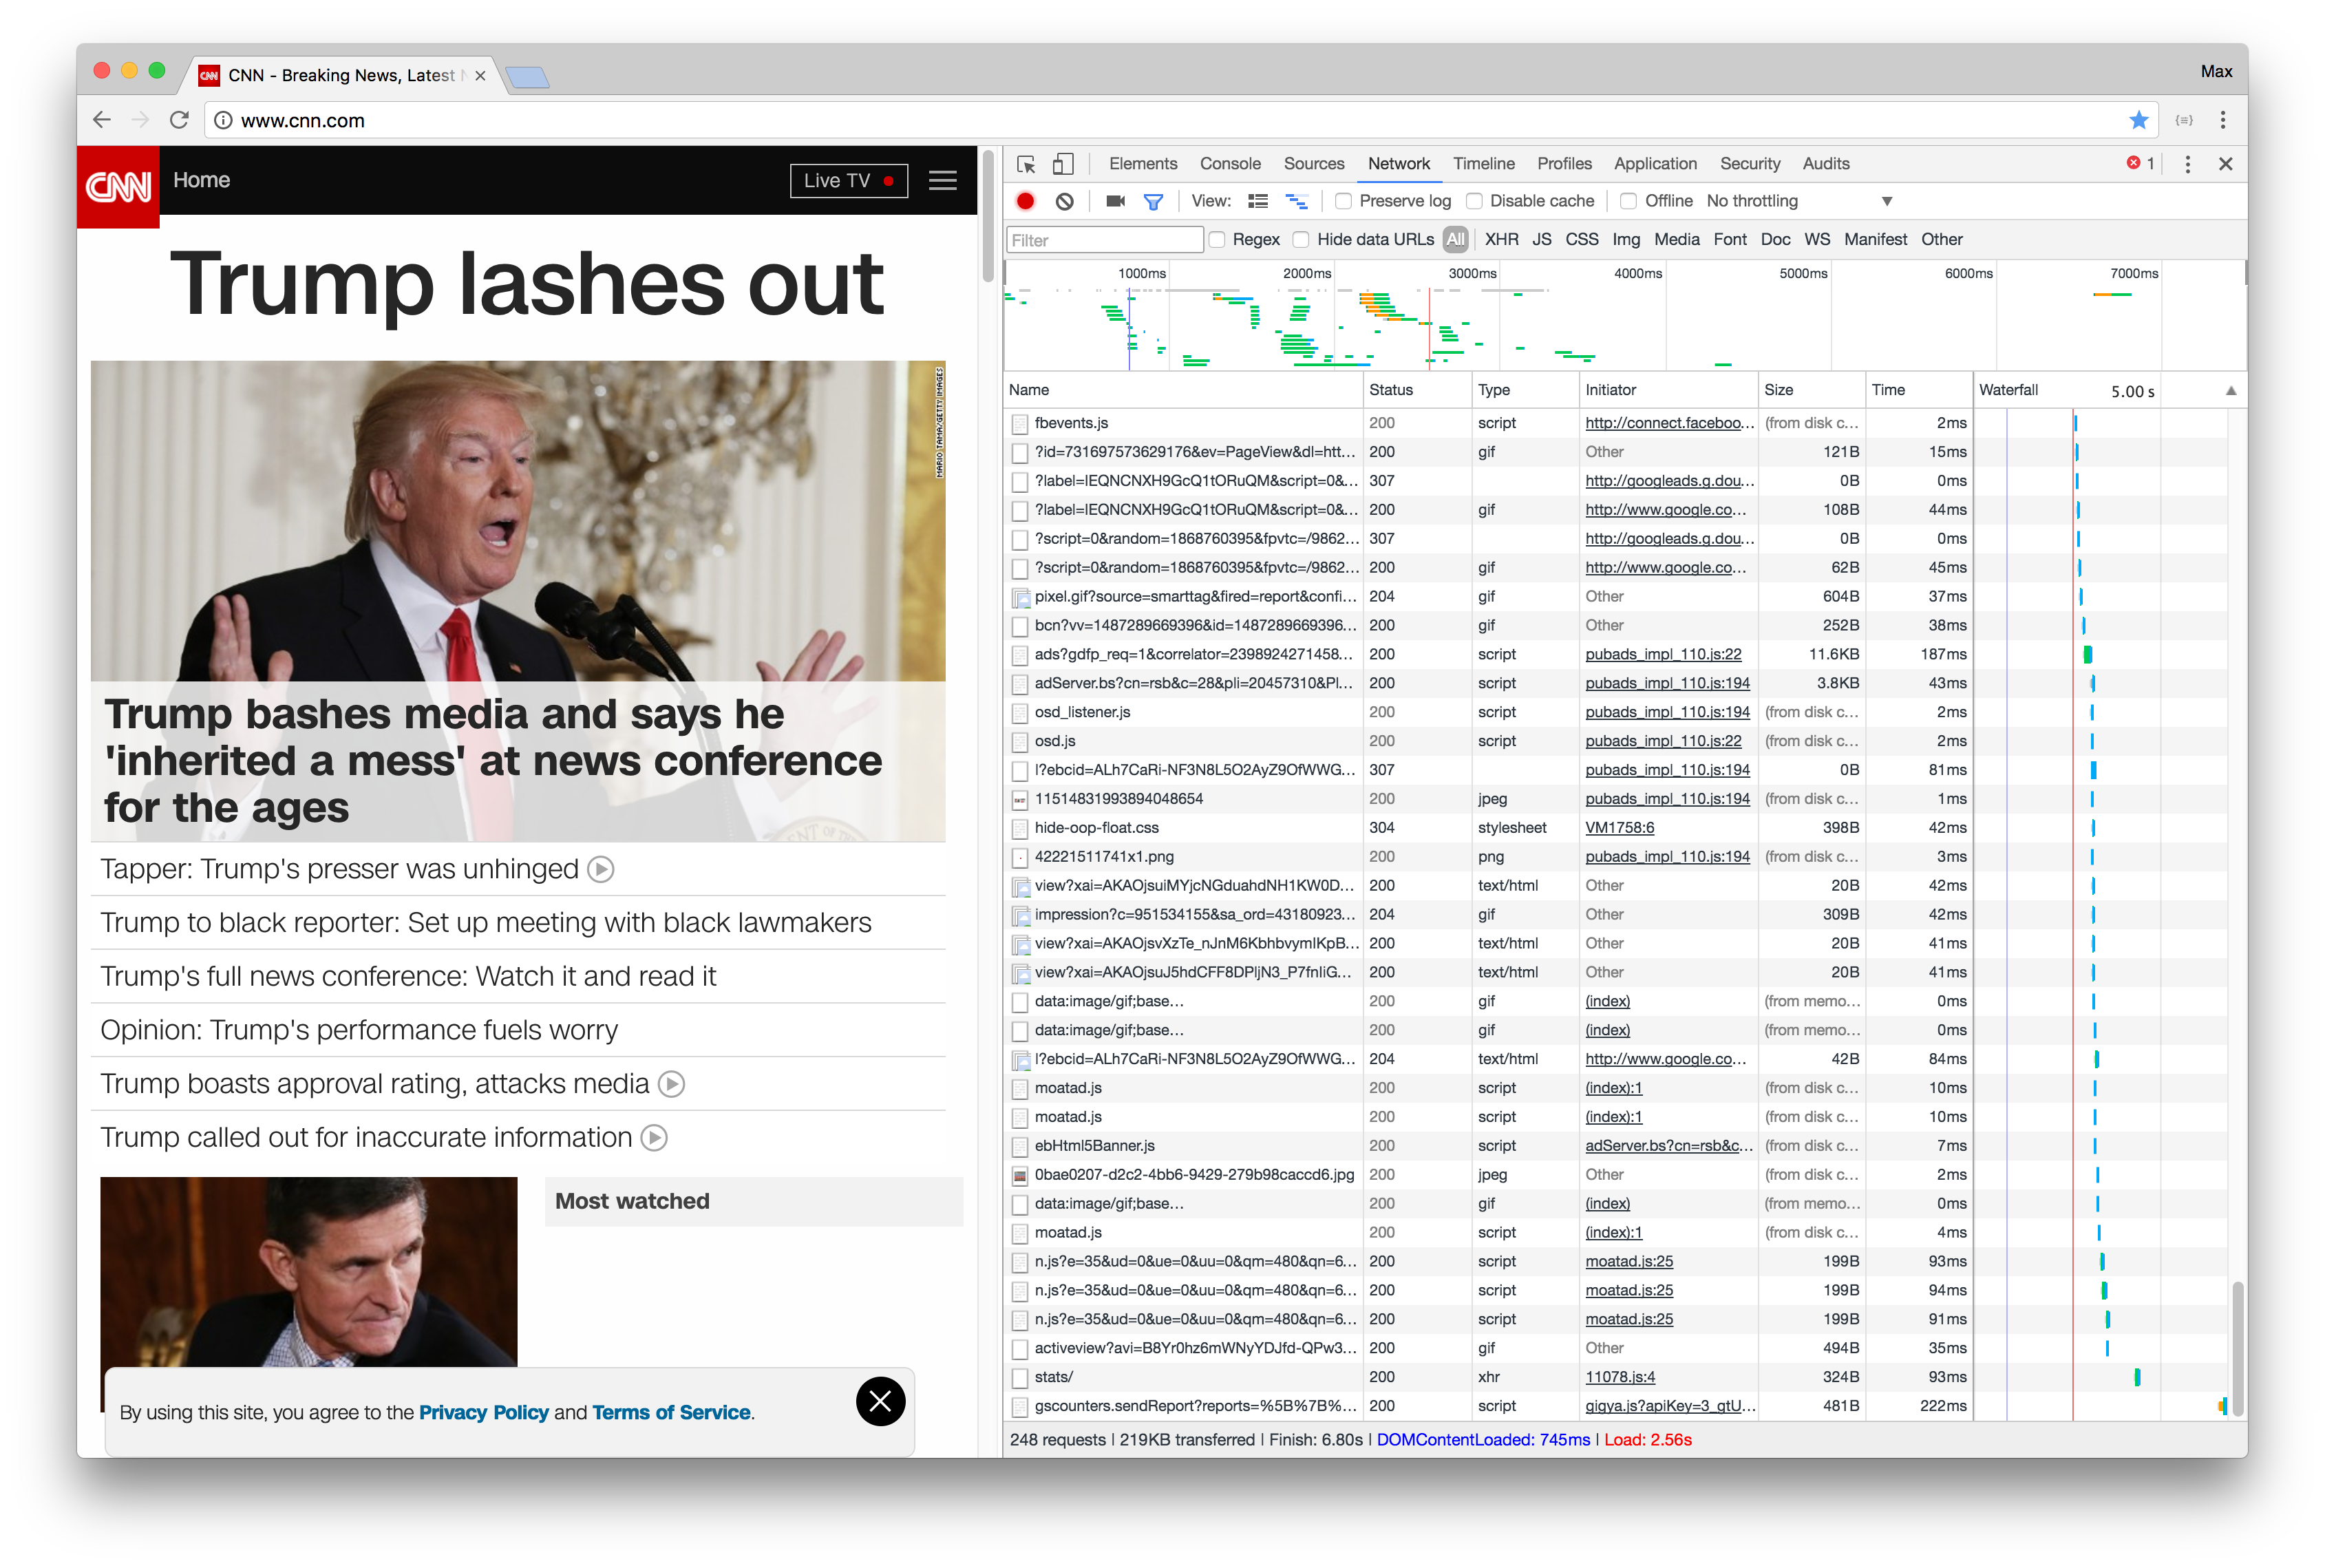 CNN CNN - Breaking News, Latest N
Max
www.cnn.com
CNN
Home
Live TV
Trump lashes out
MARIO TAMA/GETTY IMAGES
Trump bashes media and says he
'inherited a mess' at news conference
for the ages
Tapper: Trump's presser was unhinged
Trump to black reporter: Set up meeting with black lawmakers
Trump's full news conference: Watch it and read it
Opinion: Trump's performance fuels worry
Trump boasts approval rating, attacks media
Trump called out for inaccurate information
Most watched
By using this site, you agree to the Privacy Policy and Terms of Service.
Elements Console Sources Network Timeline Profiles Application Security Audits 1
View: Preserve log Disable cache Offline No throttling
Filter Regex Hide data URLs All XHR JS CSS Img Media Font Doc WS Manifest Other
1000ms 2000ms 3000ms 4000ms 5000ms 6000ms 7000ms
Name Status Type Initiator Size Time Waterfall 5.00 s
fbevents.js 200 script http://connect.faceboo... (from disk c... 2ms
?id=731697573629176&ev=PageView&dl=htt... 200 gif Other 121B 15ms
?label=IEQNCNXH9GcQ1tORuQM&script=0&... 307 http://googleads.g.dou... 0B 0ms
?label=IEQNCNXH9GcQ1tORuQM&script=0&... 200 gif http://www.google.co... 108B 44ms
?script=0&random=1868760395&fpvtc=/9862... 307 http://googleads.g.dou... 0B 0ms
?script=0&random=1868760395&fpvtc=/9862... 200 gif http://www.google.co... 62B 45ms
pixel.gif?source=smarttag&fired=report&confi... 204 gif Other 604B 37ms
bcn?vv=1487289669396&id=1487289669396... 200 gif Other 252B 38ms
ads?gdfp_req=1&correlator=2398924271458... 200 script pubads_impl_110.js:22 11.6KB 187ms
adServer.bs?cn=rsb&c=28&pli=20457310&Pl... 200 script pubads_impl_110.js:194 3.8KB 43ms
osd_listener.js 200 script pubads_impl_110.js:194 (from disk c... 2ms
osd.js 200 script pubads_impl_110.js:22 (from disk c... 2ms
l?ebcid=ALh7CaRi-NF3N8L5O2AyZ9OfWWG... 307 pubads_impl_110.js:194 0B 81ms
11514831993894048654 200 jpeg pubads_impl_110.js:194 (from disk c... 1ms
hide-oop-float.css 304 stylesheet VM1758:6 398B 42ms
42221511741x1.png 200 png pubads_impl_110.js:194 (from disk c... 3ms
view?xai=AKAOjsuiMYjcNGduahdNH1KW0D... 200 text/html Other 20B 42ms
impression?c=951534155&sa_ord=43180923... 204 gif Other 309B 42ms
view?xai=AKAOjsvXzTe_nJnM6KbhbvymlKpB... 200 text/html Other 20B 41ms
view?xai=AKAOjsuJ5hdCFF8DPljN3_P7fnIiG... 200 text/html Other 20B 41ms
data:image/gif;base... 200 gif (index) (from memo... 0ms
data:image/gif;base... 200 gif (index) (from memo... 0ms
l?ebcid=ALh7CaRi-NF3N8L5O2AyZ9OfWWG... 204 text/html http://www.google.co... 42B 84ms
moatad.js 200 script (index):1 (from disk c... 10ms
moatad.js 200 script (index):1 (from disk c... 10ms
ebHtml5Banner.js 200 script adServer.bs?cn=rsb&c... (from disk c... 7ms
0bae0207-d2c2-4bb6-9429-279b98caccd6.jpg 200 jpeg Other (from disk c... 2ms
data:image/gif;base... 200 gif (index) (from memo... 0ms
moatad.js 200 script (index):1 (from disk c... 4ms
n.js?e=35&ud=0&ue=0&uu=0&qm=480&qn=6... 200 script moatad.js:25 199B 93ms
n.js?e=35&ud=0&ue=0&uu=0&qm=480&qn=6... 200 script moatad.js:25 199B 94ms
n.js?e=35&ud=0&ue=0&uu=0&qm=480&qn=6... 200 script moatad.js:25 199B 91ms
activeview?avi=B8Yr0hz6mWNyYDJfd-QPw3... 200 gif Other 494B 35ms
stats/ 200 xhr 11078.js:4 324B 93ms
gscounters.sendReport?reports=%5B%7B%... 200 script gigya.js?apiKey=3_gtU... 481B 222ms
248 requests | 219KB transferred | Finish: 6.80s | DOMContentLoaded: 745ms | Load: 2.56s